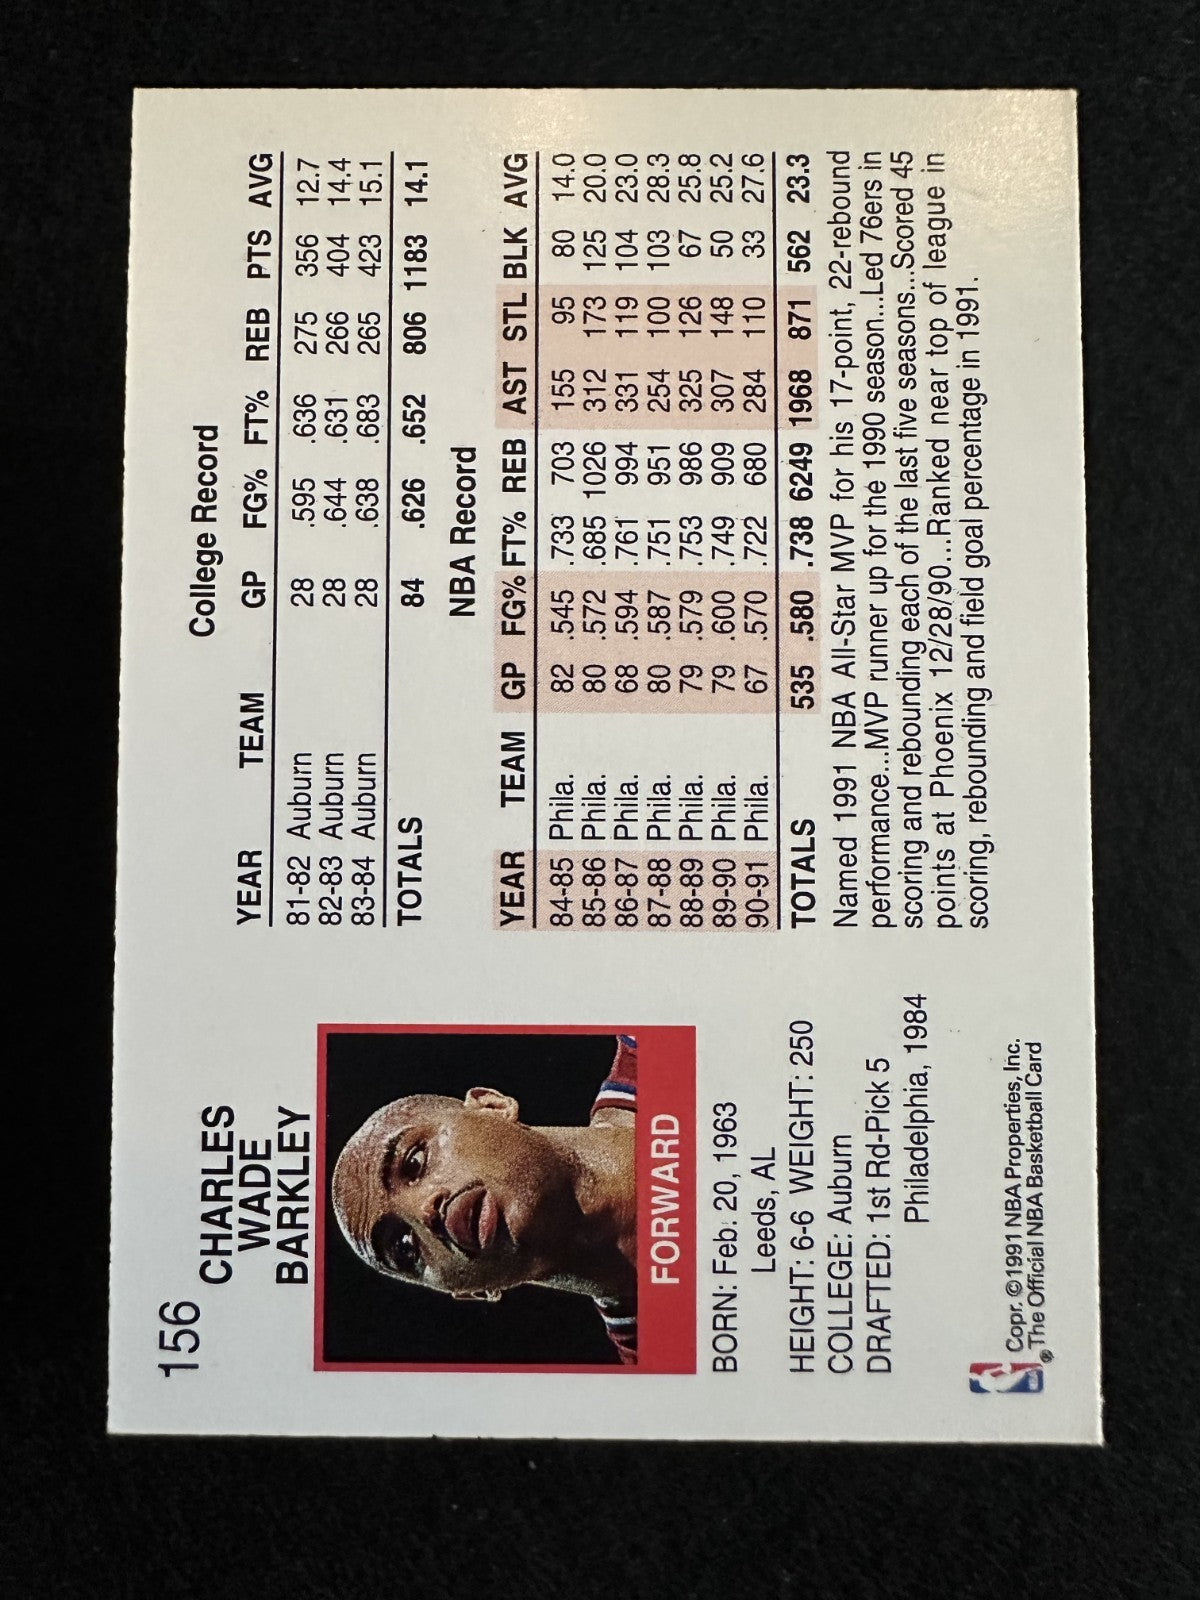 156
CHARLES
WADE
BARKLEY
FORWARD
BORN: Feb. 20, 1963
Leeds, AL
HEIGHT: 6-6 WEIGHT: 250
COLLEGE: Auburn
DRAFTED: 1st Rd-Pick 5
Philadelphia, 1984
Copr. ©1991 NBA Properties, Inc.
The Official NBA Basketball Card
College Record
YEAR TEAM GP FG% FT% REB PTS AVG
81-82 Auburn 28 .595 .636 275 356 12.7
82-83 Auburn 28 .644 .631 266 404 14.4
83-84 Auburn 28 .638 .683 265 423 15.1
TOTALS 84 .626 .652 806 1183 14.1
NBA Record
YEAR TEAM GP FG% FT% REB AST STL BLK AVG
84-85 Phila. 82 .545 .733 703 155 95 80 14.0
85-86 Phila. 80 .572 .685 1026 312 173 125 20.0
86-87 Phila. 68 .594 .761 994 331 119 104 23.0
87-88 Phila. 80 .587 .751 951 254 100 103 28.3
88-89 Phila. 79 .579 .753 986 325 126 67 25.8
89-90 Phila. 79 .600 .749 909 307 148 50 25.2
90-91 Phila. 67 .570 .722 680 284 110 33 27.6
TOTALS 535 .580 .738 6249 1968 871 562 23.3
Named 1991 NBA All-Star MVP for his 17-point, 22-rebound
performance...MVP runner up for the 1990 season...Led 76ers in
scoring and rebounding each of the last five seasons...Scored 45
points at Phoenix 12/28/90...Ranked near top of league in
scoring, rebounding and field goal percentage in 1991.